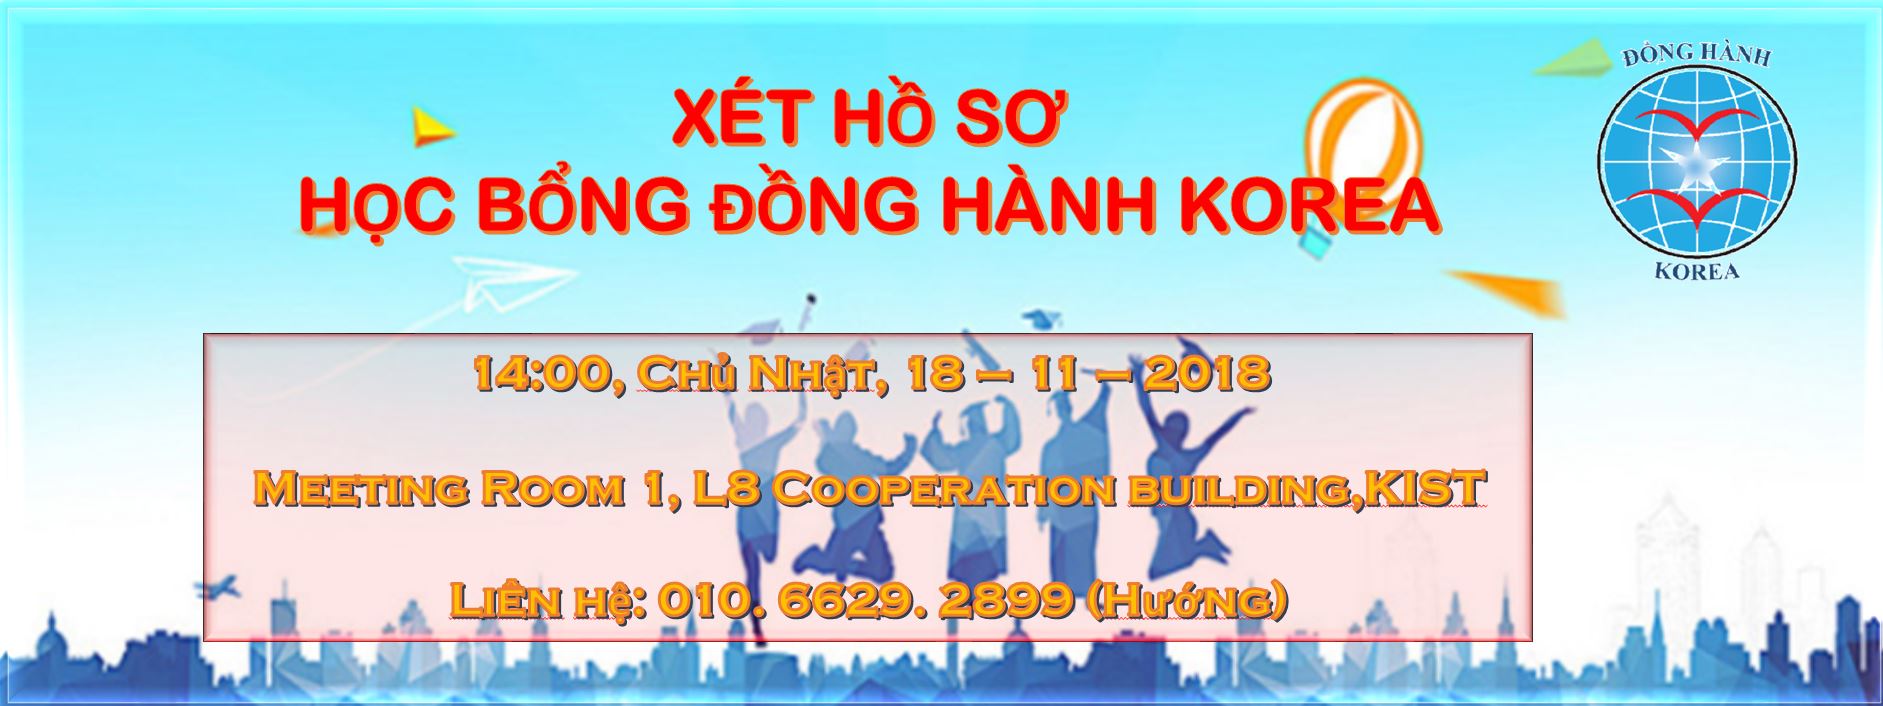 XÉT HỒ SƠ
HỌC BỔNG ĐỒNG HÀNH KOREA
ĐỒNG HÀNH
KOREA
14:00, Chủ Nhật, 18 – 11 – 2018
Meeting Room 1, L8 Cooperation building,KIST
Liên hệ: 010. 6629. 2899 (Hướng)